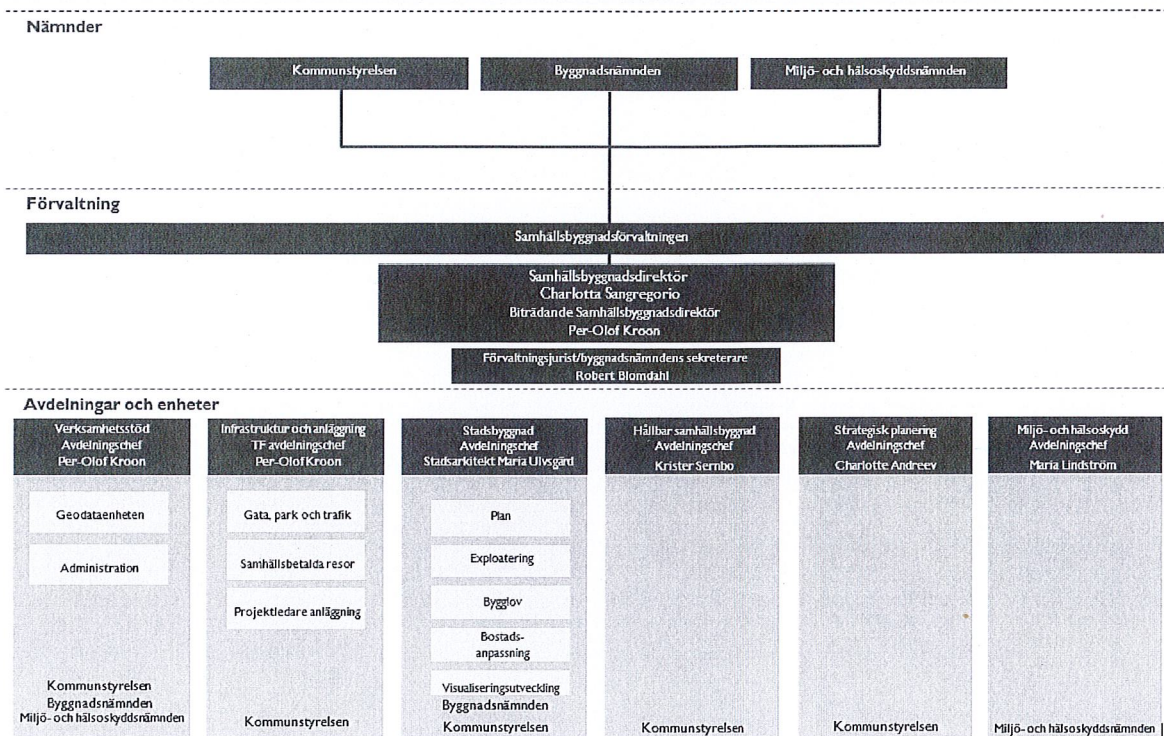 Nämnder
Kommunstyrelsen
Byggnadsnämnden
Miljö- och hälsoskyddsnämnden
Förvaltning
Samhällsbyggnadsförvaltningen
Samhällsbyggnadsdirektör
Charlotta Sangregorio
Biträdande Samhällsbyggnadsdirektör
Per-Olof Kroon
Förvaltningsjurist/byggnadsnämndens sekreterare
Robert Blomdahl
Avdelningar och enheter
Verksamhetsstöd
Avdelningschef
Per-Olof Kroon
Geodataenheten
Administration
Kommunstyrelsen
Byggnadsnämnden
Miljö- och hälsoskyddsnämnden
Infrastruktur och anläggning
TF avdelningschef
Per-Olof Kroon
Gata, park och trafik
Samhällsbetalda resor
Projektledare anläggning
Kommunstyrelsen
Stadsbyggnad
Avdelningschef
Stadsarkitekt Maria Ulvsgärd
Plan
Exploatering
Bygglov
Bostads-
anpassning
Visualiseringsutveckling
Byggnadsnämnden
Kommunstyrelsen
Hållbar samhällsbyggnad
Avdelningschef
Krister Sernbo
Kommunstyrelsen
Strategisk planering
Avdelningschef
Charlotte Andreev
Kommunstyrelsen
Miljö- och hälsoskydd
Avdelningschef
Maria Lindström
Miljö- och hälsoskyddsnämnden